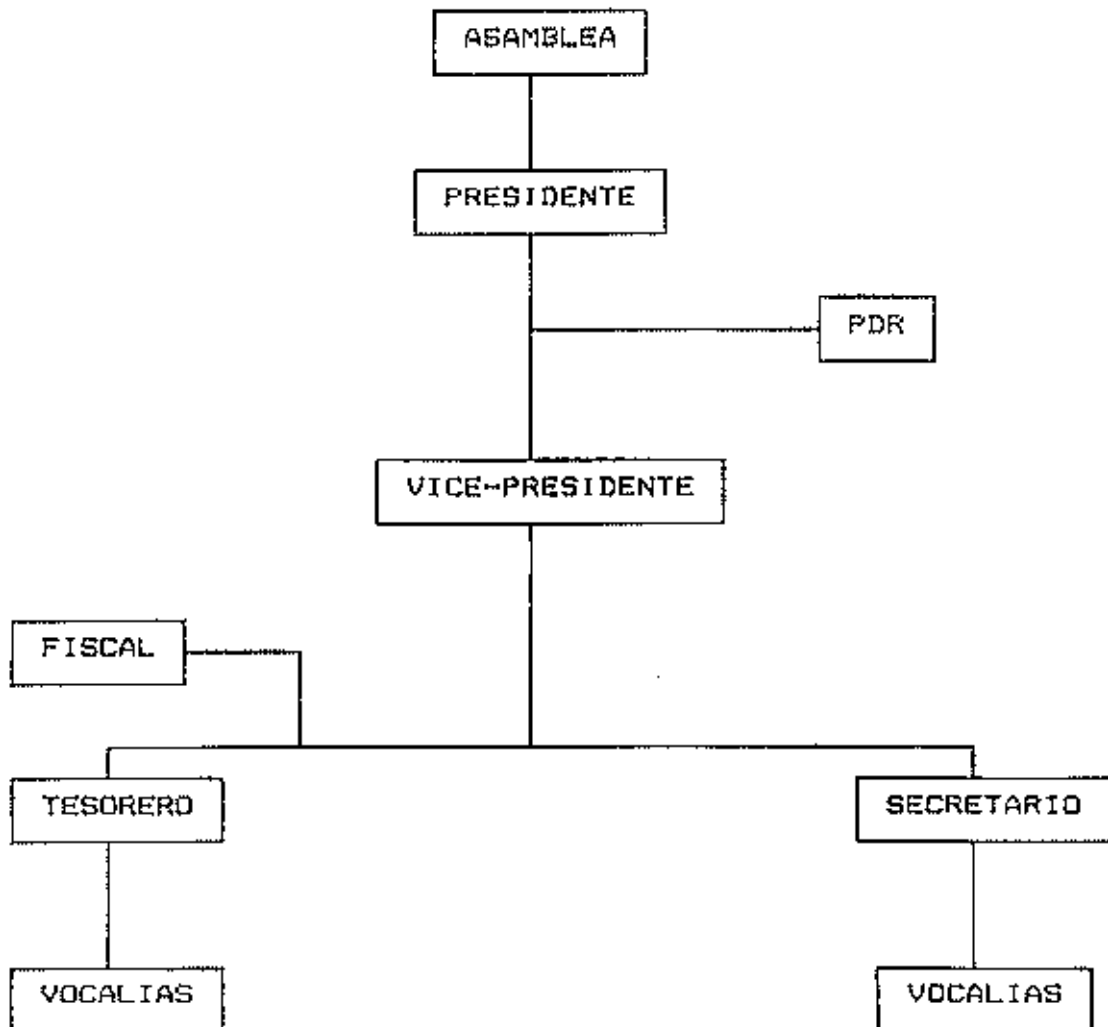 ASAMBLEA
PRESIDENTE
PDR
VICE-PRESIDENTE
FISCAL
TESORERO
SECRETARIO
VOCALIAS
VOCALIAS